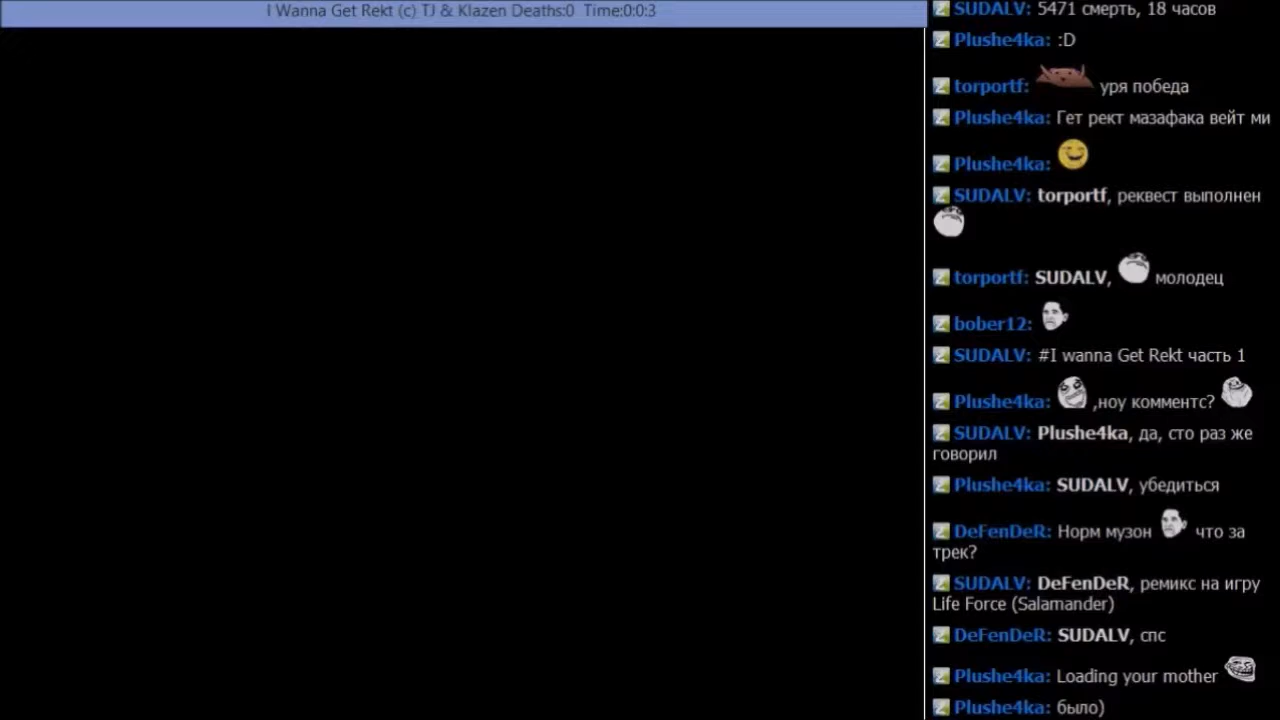 I Wanna Get Rekt (c) TJ & Klazen Deaths:0 Time:0:0:3
SUDALV: 5471 смерть, 18 часов
Plushe4ka: :D
torportf: уря победа
Plushe4ka: Гет рект мазафака вейт ми
Plushe4ka:
SUDALV: torportf, реквест выполнен
torportf: SUDALV, молодец
bober12:
SUDALV: #I wanna Get Rekt часть 1
Plushe4ka: ,ноу комментс?
SUDALV: Plushe4ka, да, сто раз же
говорил
Plushe4ka: SUDALV, убедиться
DeFenDeR: Норм музон что за
трек?
SUDALV: DeFenDeR, ремикс на игру
Life Force (Salamander)
DeFenDeR: SUDALV, спс
Plushe4ka: Loading your mother
Plushe4ka: было)